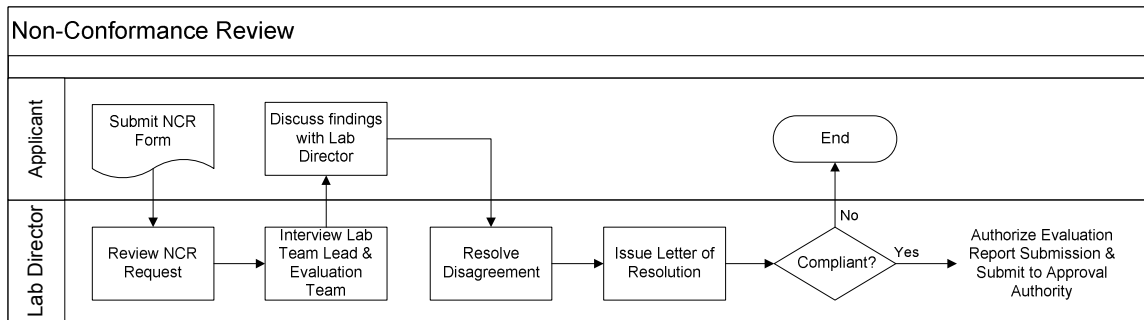 Non-Conformance Review
Applicant
Submit NCR
Form
Discuss findings
with Lab
Director
End
Lab Director
Review NCR
Request
Interview Lab
Team Lead &
Evaluation
Team
Resolve
Disagreement
Issue Letter of
Resolution
Compliant?
No
Yes
Authorize Evaluation
Report Submission &
Submit to Approval
Authority